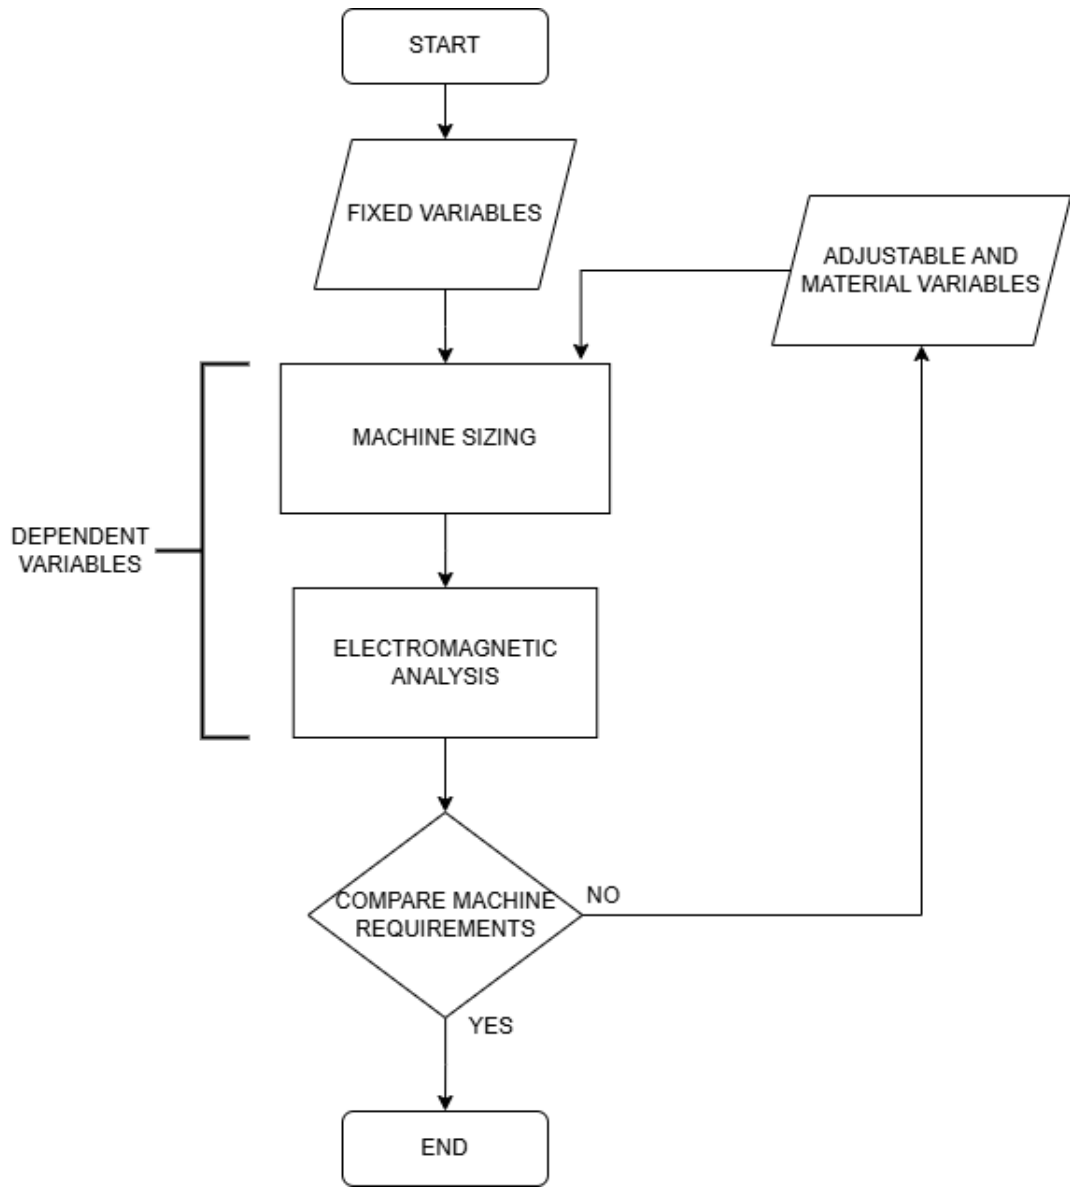 START
FIXED VARIABLES
ADJUSTABLE AND
MATERIAL VARIABLES
MACHINE SIZING
DEPENDENT
VARIABLES
ELECTROMAGNETIC
ANALYSIS
COMPARE MACHINE
REQUIREMENTS
NO
YES
END